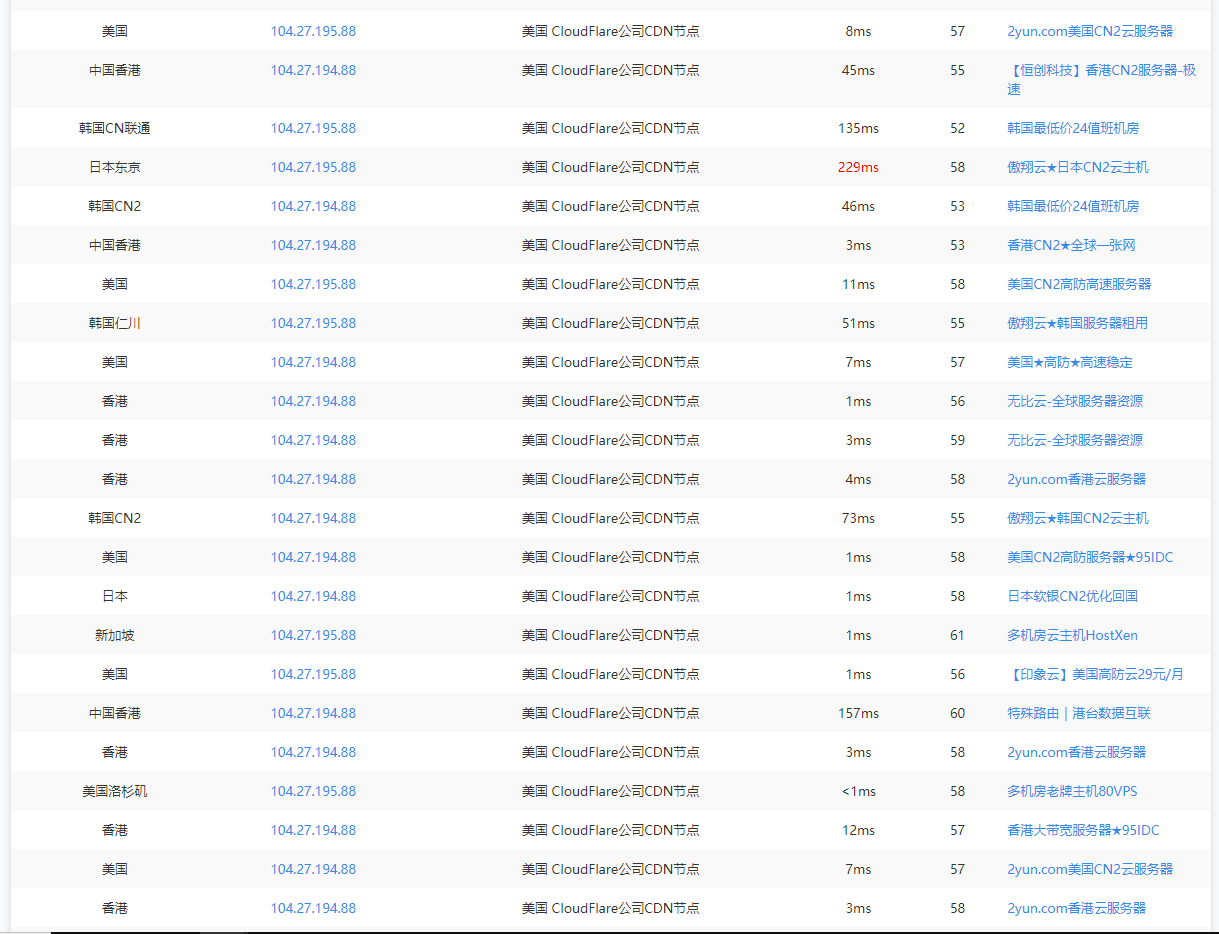 美国 104.27.195.88 美国 CloudFlare公司CDN节点 8ms 57 2yun.com美国CN2云服务器
中国香港 104.27.194.88 美国 CloudFlare公司CDN节点 45ms 55 【恒创科技】香港CN2服务器-极
速
韩国CN联通 104.27.195.88 美国 CloudFlare公司CDN节点 135ms 52 韩国最低价24值班机房
日本东京 104.27.195.88 美国 CloudFlare公司CDN节点 229ms 58 傲翔云★日本CN2云主机
韩国CN2 104.27.194.88 美国 CloudFlare公司CDN节点 46ms 53 韩国最低价24值班机房
中国香港 104.27.194.88 美国 CloudFlare公司CDN节点 3ms 53 香港CN2★全球一张网
美国 104.27.195.88 美国 CloudFlare公司CDN节点 11ms 58 美国CN2高防高速服务器
韩国仁川 104.27.195.88 美国 CloudFlare公司CDN节点 51ms 55 傲翔云★韩国服务器租用
美国 104.27.194.88 美国 CloudFlare公司CDN节点 7ms 57 美国★高防★高速稳定
香港 104.27.194.88 美国 CloudFlare公司CDN节点 1ms 56 无比云-全球服务器资源
香港 104.27.194.88 美国 CloudFlare公司CDN节点 3ms 59 无比云-全球服务器资源
香港 104.27.194.88 美国 CloudFlare公司CDN节点 4ms 58 2yun.com香港云服务器
韩国CN2 104.27.194.88 美国 CloudFlare公司CDN节点 73ms 55 傲翔云★韩国CN2云主机
美国 104.27.194.88 美国 CloudFlare公司CDN节点 1ms 58 美国CN2高防服务器★95IDC
日本 104.27.194.88 美国 CloudFlare公司CDN节点 1ms 58 日本软银CN2优化回国
新加坡 104.27.195.88 美国 CloudFlare公司CDN节点 1ms 61 多机房云主机HostXen
美国 104.27.195.88 美国 CloudFlare公司CDN节点 1ms 56 【印象云】美国高防云29元/月
中国香港 104.27.194.88 美国 CloudFlare公司CDN节点 157ms 60 特殊路由｜港台数据互联
香港 104.27.194.88 美国 CloudFlare公司CDN节点 3ms 58 2yun.com香港云服务器
美国洛杉矶 104.27.195.88 美国 CloudFlare公司CDN节点 <1ms 58 多机房老牌主机80VPS
香港 104.27.194.88 美国 CloudFlare公司CDN节点 12ms 57 香港大带宽服务器★95IDC
美国 104.27.194.88 美国 CloudFlare公司CDN节点 7ms 57 2yun.com美国CN2云服务器
香港 104.27.194.88 美国 CloudFlare公司CDN节点 3ms 58 2yun.com香港云服务器